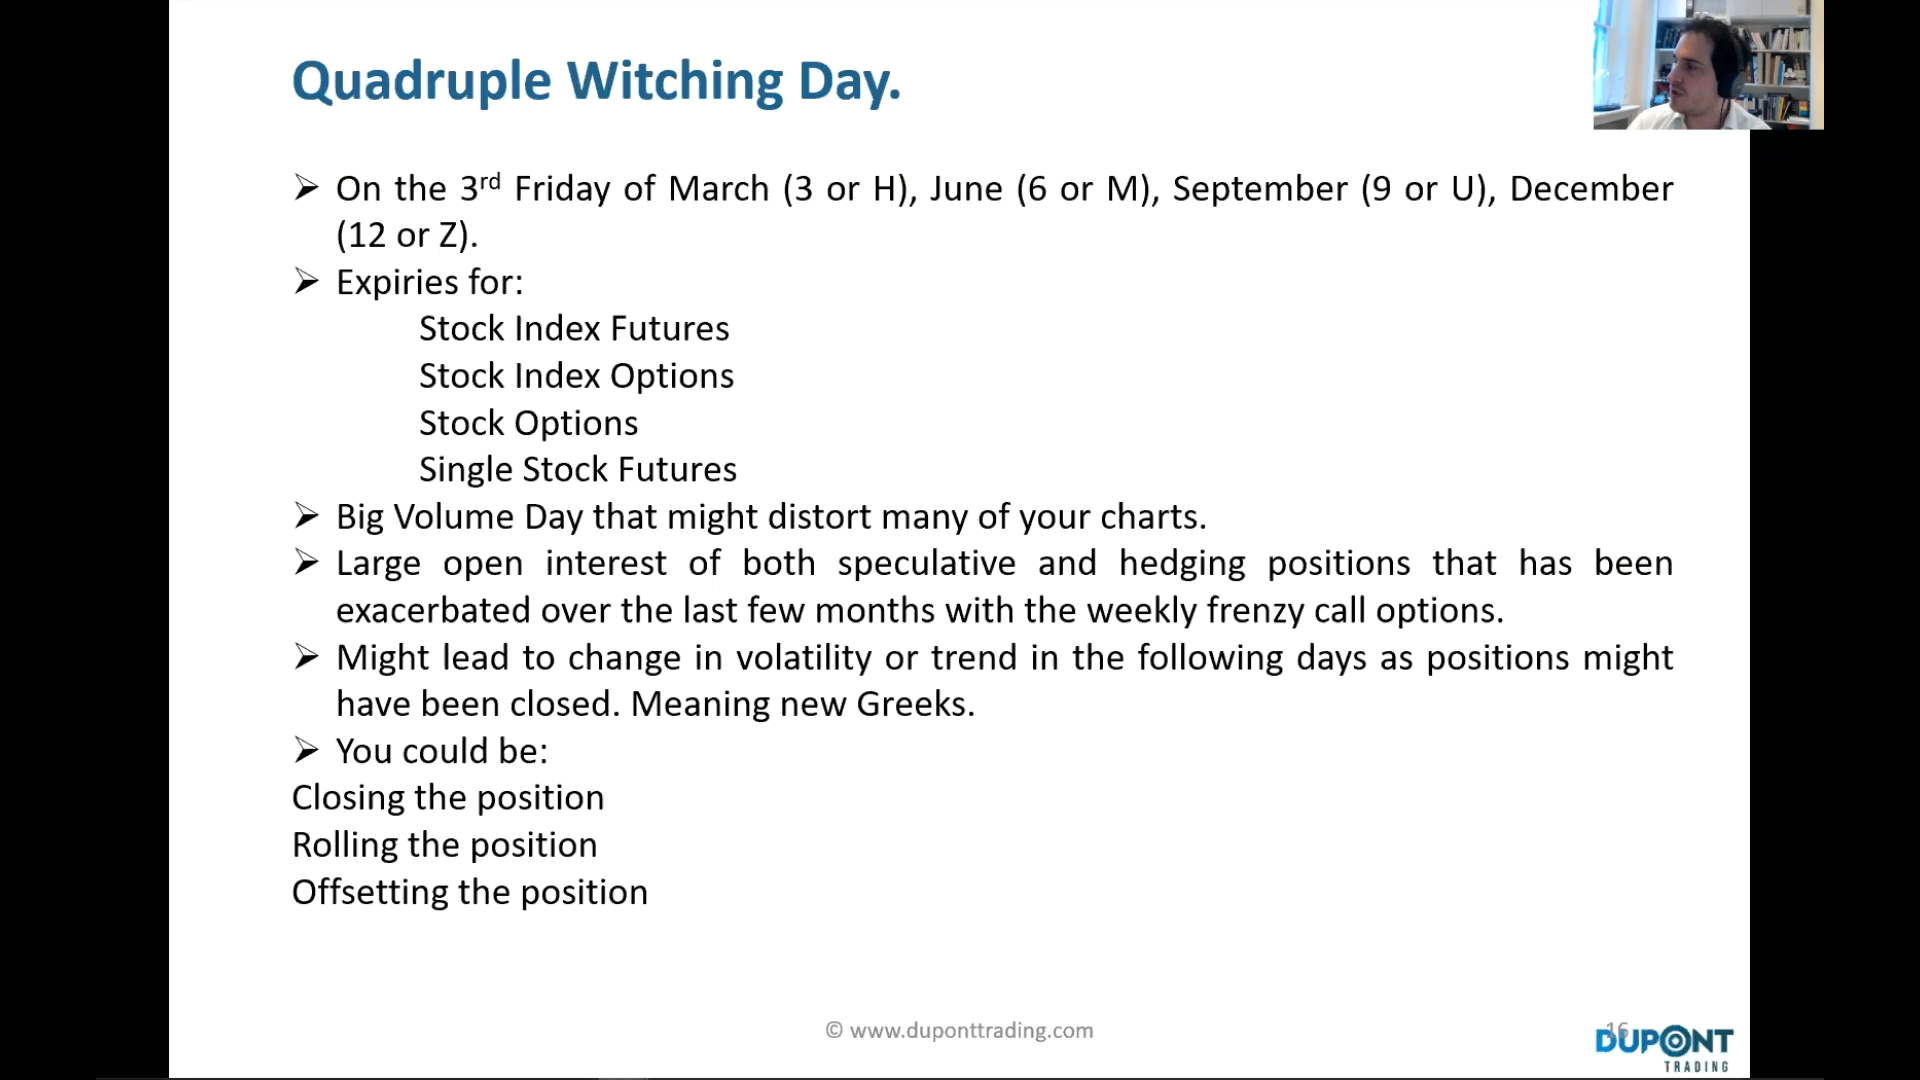 Quadruple Witching Day.
➢ On the 3rd Friday of March (3 or H), June (6 or M), September (9 or U), December
(12 or Z).
➢ Expiries for:
Stock Index Futures
Stock Index Options
Stock Options
Single Stock Futures
➢ Big Volume Day that might distort many of your charts.
➢ Large open interest of both speculative and hedging positions that has been
exacerbated over the last few months with the weekly frenzy call options.
➢ Might lead to change in volatility or trend in the following days as positions might
have been closed. Meaning new Greeks.
➢ You could be:
Closing the position
Rolling the position
Offsetting the position
© www.duponttrading.com
16
DUPONT
TRADING